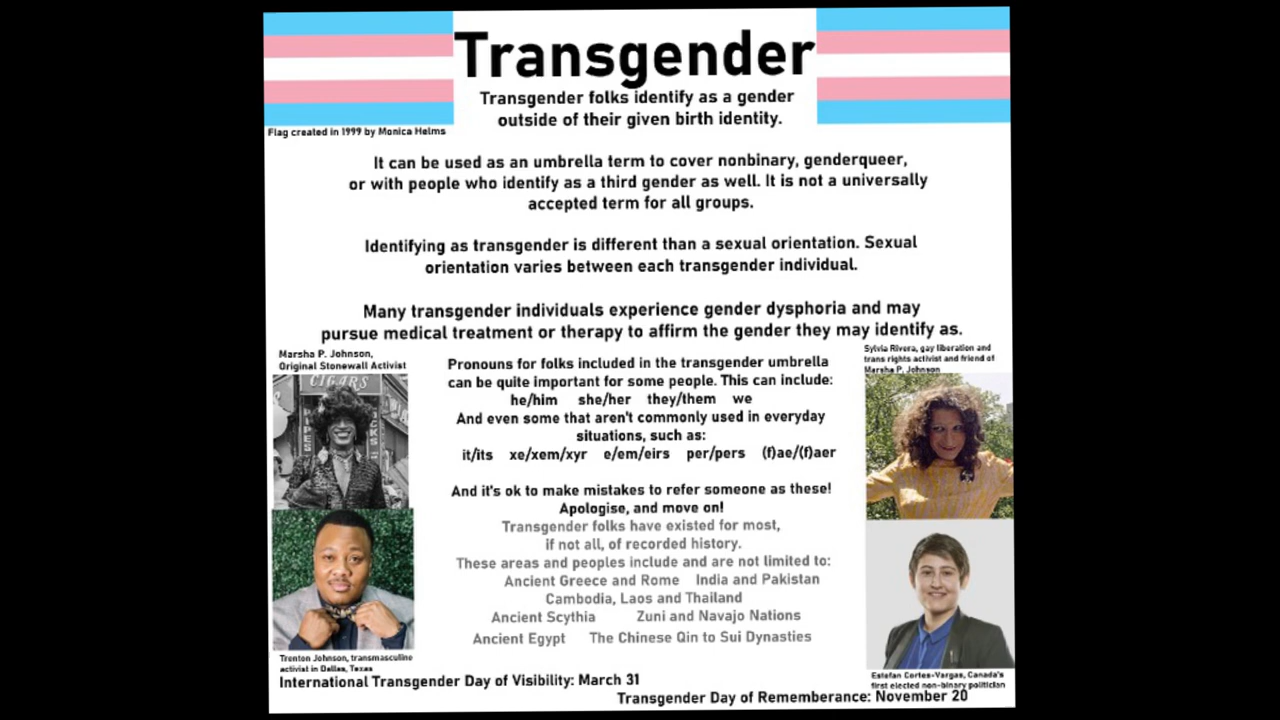 Transgender
Transgender folks identify as a gender
outside of their given birth identity.
Flag created in 1999 by Monica Helms
It can be used as an umbrella term to cover nonbinary, genderqueer,
or with people who identify as a third gender as well. It is not a universally
accepted term for all groups.
Identifying as transgender is different than a sexual orientation. Sexual
orientation varies between each transgender individual.
Many transgender individuals experience gender dysphoria and may
pursue medical treatment or therapy to affirm the gender they may identify as.
Marsha P. Johnson,
Original Stonewall Activist
Sylvia Rivera, gay liberation and
trans rights activist and friend of
Marsha P. Johnson
CIGARS
Pronouns for folks included in the transgender umbrella
can be quite important for some people. This can include:
he/him she/her they/them we
And even some that aren't commonly used in everyday
situations, such as:
it/its xe/xem/xyr e/em/eirs per/pers (f)ae/(f)aer
And it's ok to make mistakes to refer someone as these!
Apologise, and move on!
Transgender folks have existed for most,
if not all, of recorded history.
These areas and peoples include and are not limited to:
Ancient Greece and Rome India and Pakistan
Cambodia, Laos and Thailand
Ancient Scythia Zuni and Navajo Nations
Ancient Egypt The Chinese Qin to Sui Dynasties
Trenton Johnson, transmasculine
activist in Dallas, Texas
Estefan Cortes-Vargas, Canada's
first elected non-binary politician
International Transgender Day of Visibility: March 31
Transgender Day of Rememberance: November 20